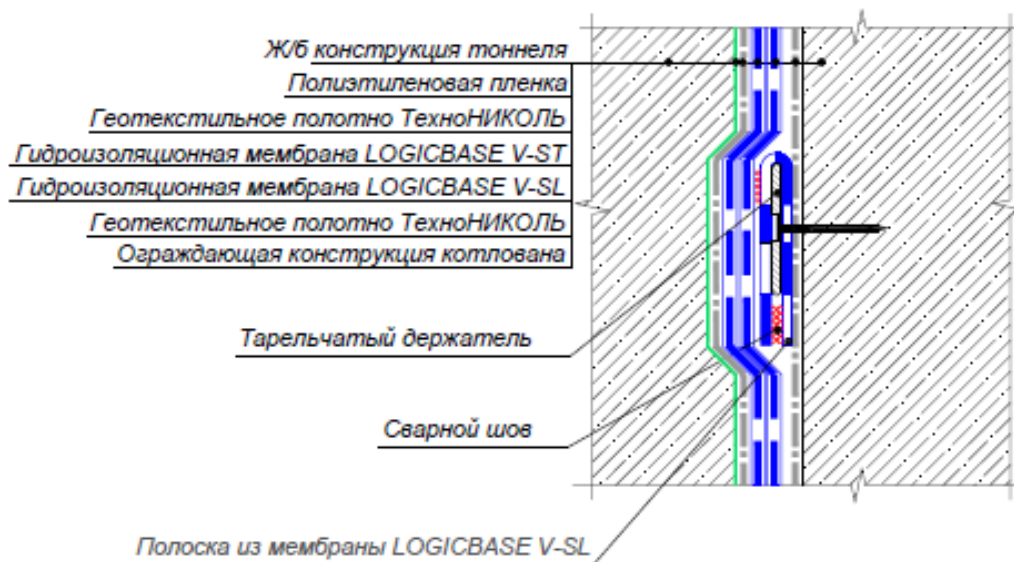 Ж/б конструкция тоннеля
Полиэтиленовая пленка
Геотекстильное полотно ТехноНИКОЛЬ
Гидроизоляционная мембрана LOGICBASE V-ST
Гидроизоляционная мембрана LOGICBASE V-SL
Геотекстильное полотно ТехноНИКОЛЬ
Ограждающая конструкция котлована
Тарельчатый держатель
Сварной шов
Полоска из мембраны LOGICBASE V-SL